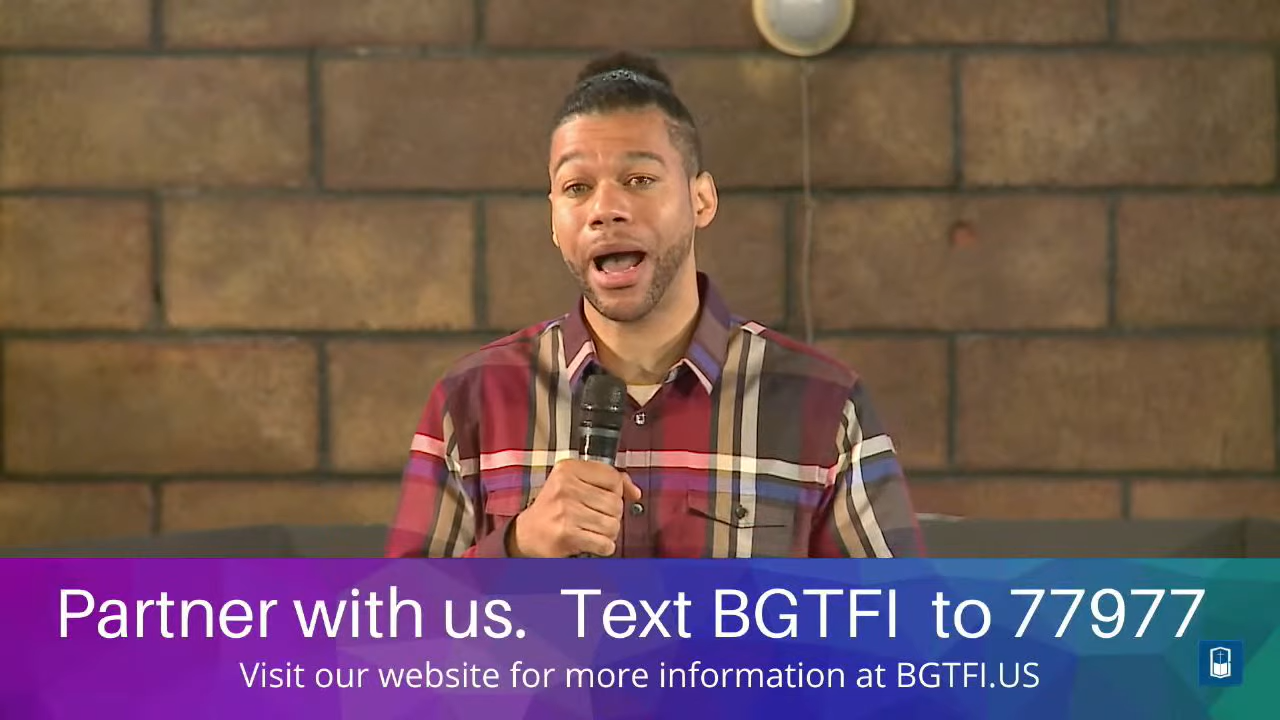 Partner with us. Text BGTFI to 77977
Visit our website for more information at BGTFI.US